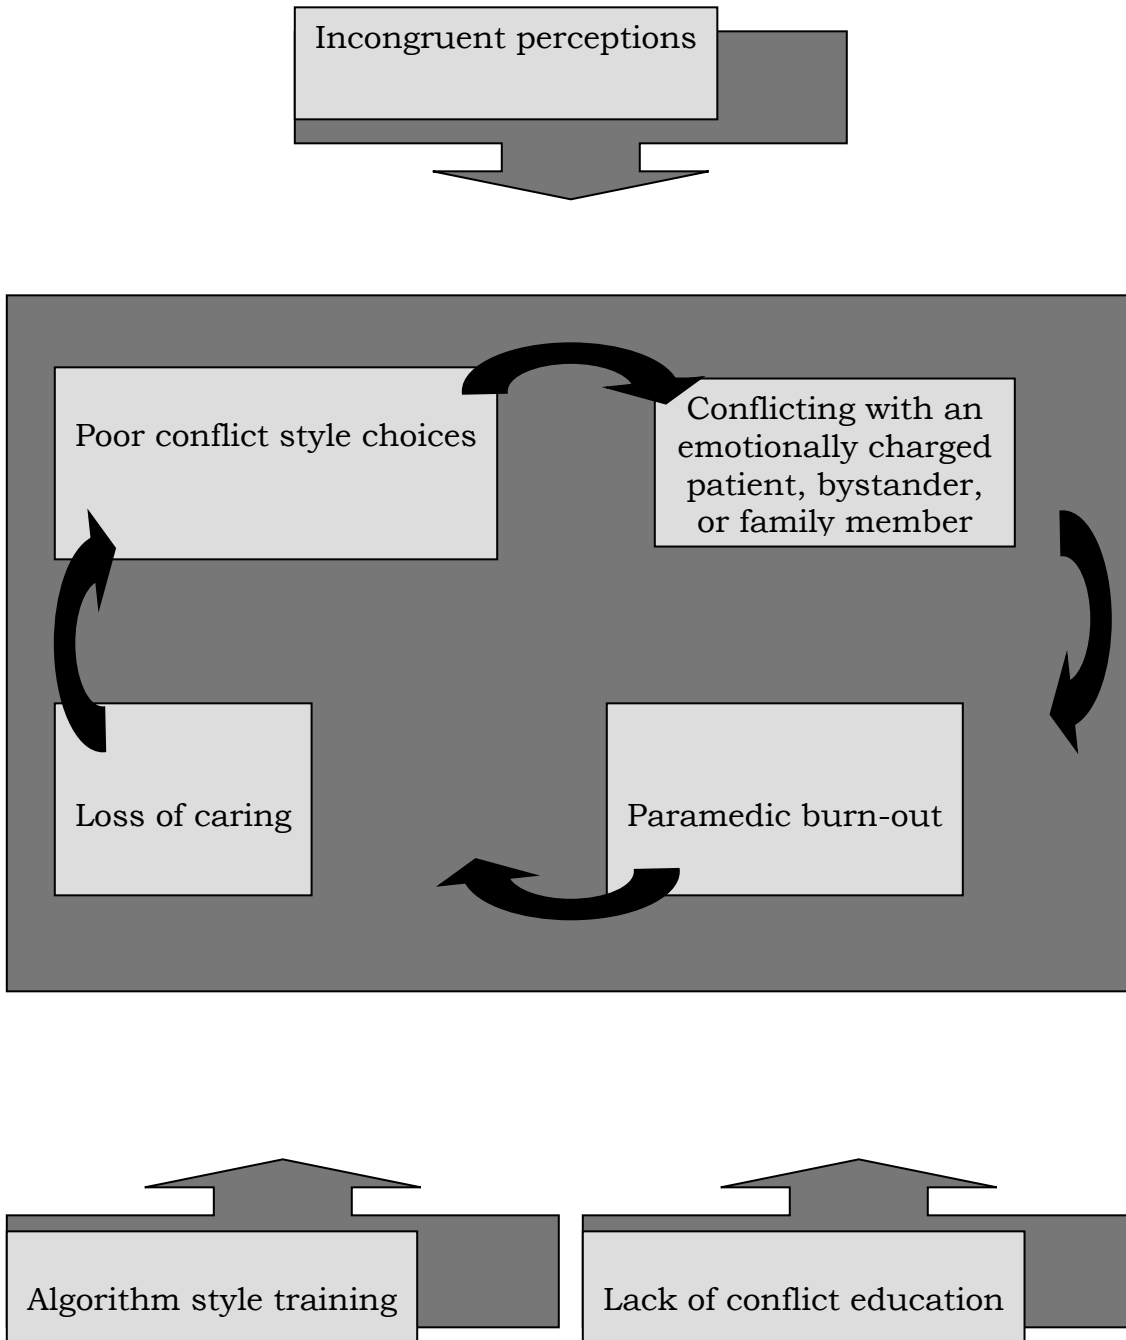 Incongruent perceptions
Poor conflict style choices
Conflicting with an
emotionally charged
patient, bystander,
or family member
Loss of caring
Paramedic burn-out
Algorithm style training
Lack of conflict education